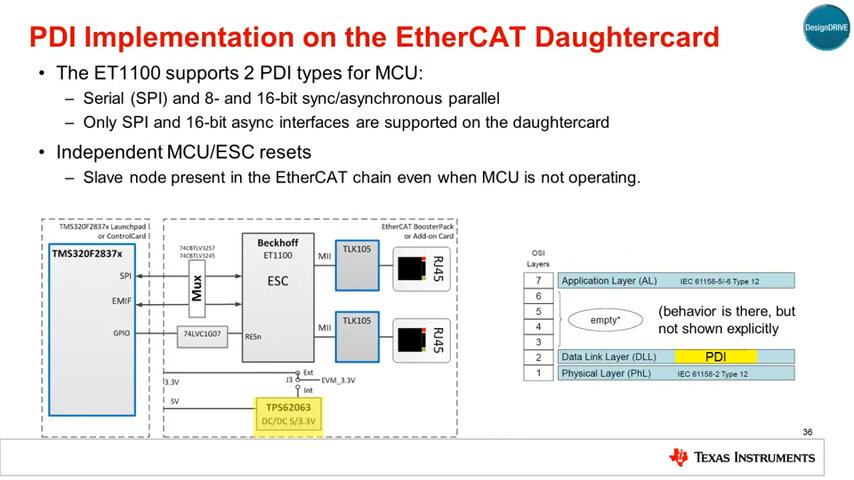 PDI Implementation on the EtherCAT Daughtercard
DesignDRIVE
• The ET1100 supports 2 PDI types for MCU:
– Serial (SPI) and 8- and 16-bit sync/asynchronous parallel
– Only SPI and 16-bit async interfaces are supported on the daughtercard
• Independent MCU/ESC resets
– Slave node present in the EtherCAT chain even when MCU is not operating.
TMS320F2837x Launchpad
or ControlCard
TMS320F2837x
SPI
EMIF
GPIO
EtherCAT BoosterPack
or Add-on Card
74CBTLV3257
74CBTLV3245
Mux
74LVC1G07
Beckhoff
ET1100
ESC
RESn
MII
TLK105
RJ45
MII
TLK105
RJ45
3.3V
5V
J3
Ext
Int
EVM_3.3V
TPS62063
DC/DC 5/3.3V
OSI
Layers
7 Application Layer (AL) IEC 61158-5/-6 Type 12
6
5
4
3
empty*
(behavior is there, but
not shown explicitly
2 Data Link Layer (DLL) PDI
1 Physical Layer (PhL) IEC 61158-2 Type 12
36
TEXAS INSTRUMENTS